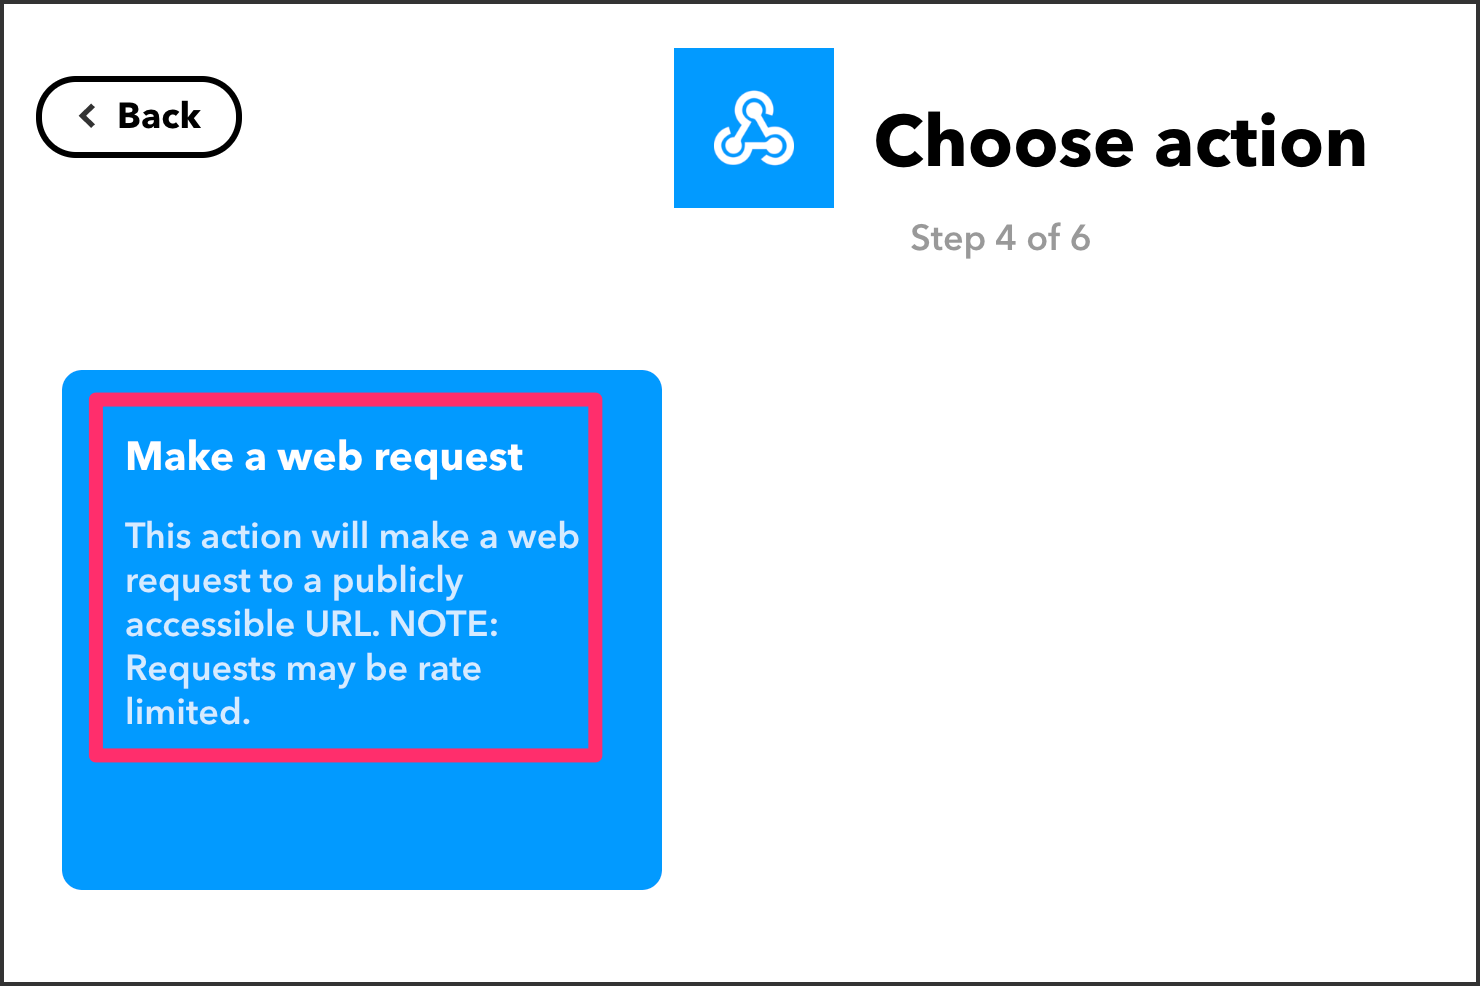 Back
Choose action
Step 4 of 6
Make a web request
This action will make a web
request to a publicly
accessible URL. NOTE:
Requests may be rate
limited.